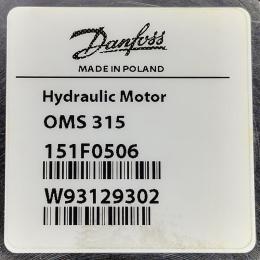 Danfoss
MADE IN POLAND
Hydraulic Motor
OMS 315
151F0506
W93129302